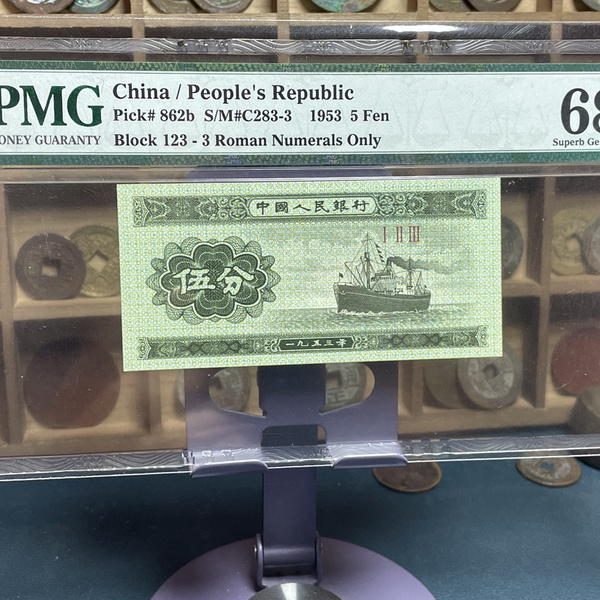 PMG
MONEY GUARANTY
China / People's Republic
Pick# 862b S/M#C283-3 1953 5 Fen
Block 123 - 3 Roman Numerals Only
68
Superb Ge
中國人民銀行
I II III
伍分
一九五三年